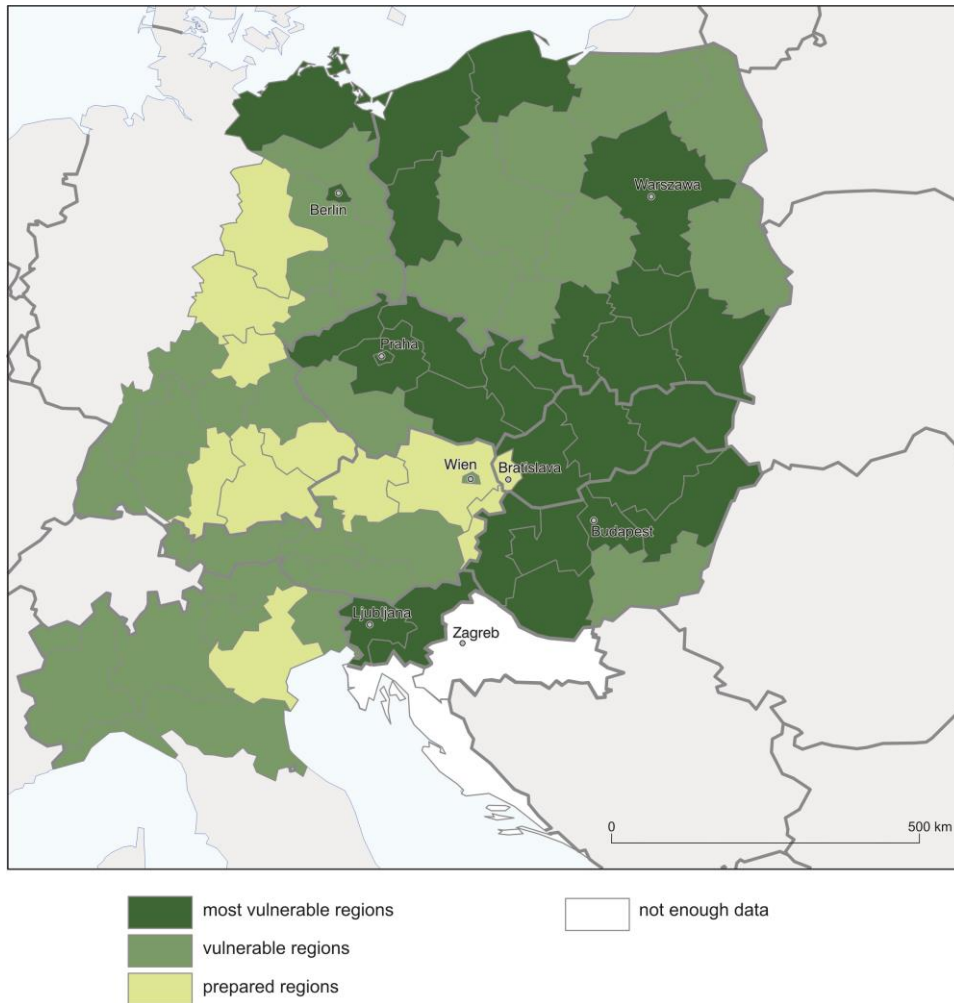 Warszawa
Berlin
Praha
Wien
Bratislava
Budapest
Ljubljana
Zagreb
0 500 km
most vulnerable regions
not enough data
vulnerable regions
prepared regions